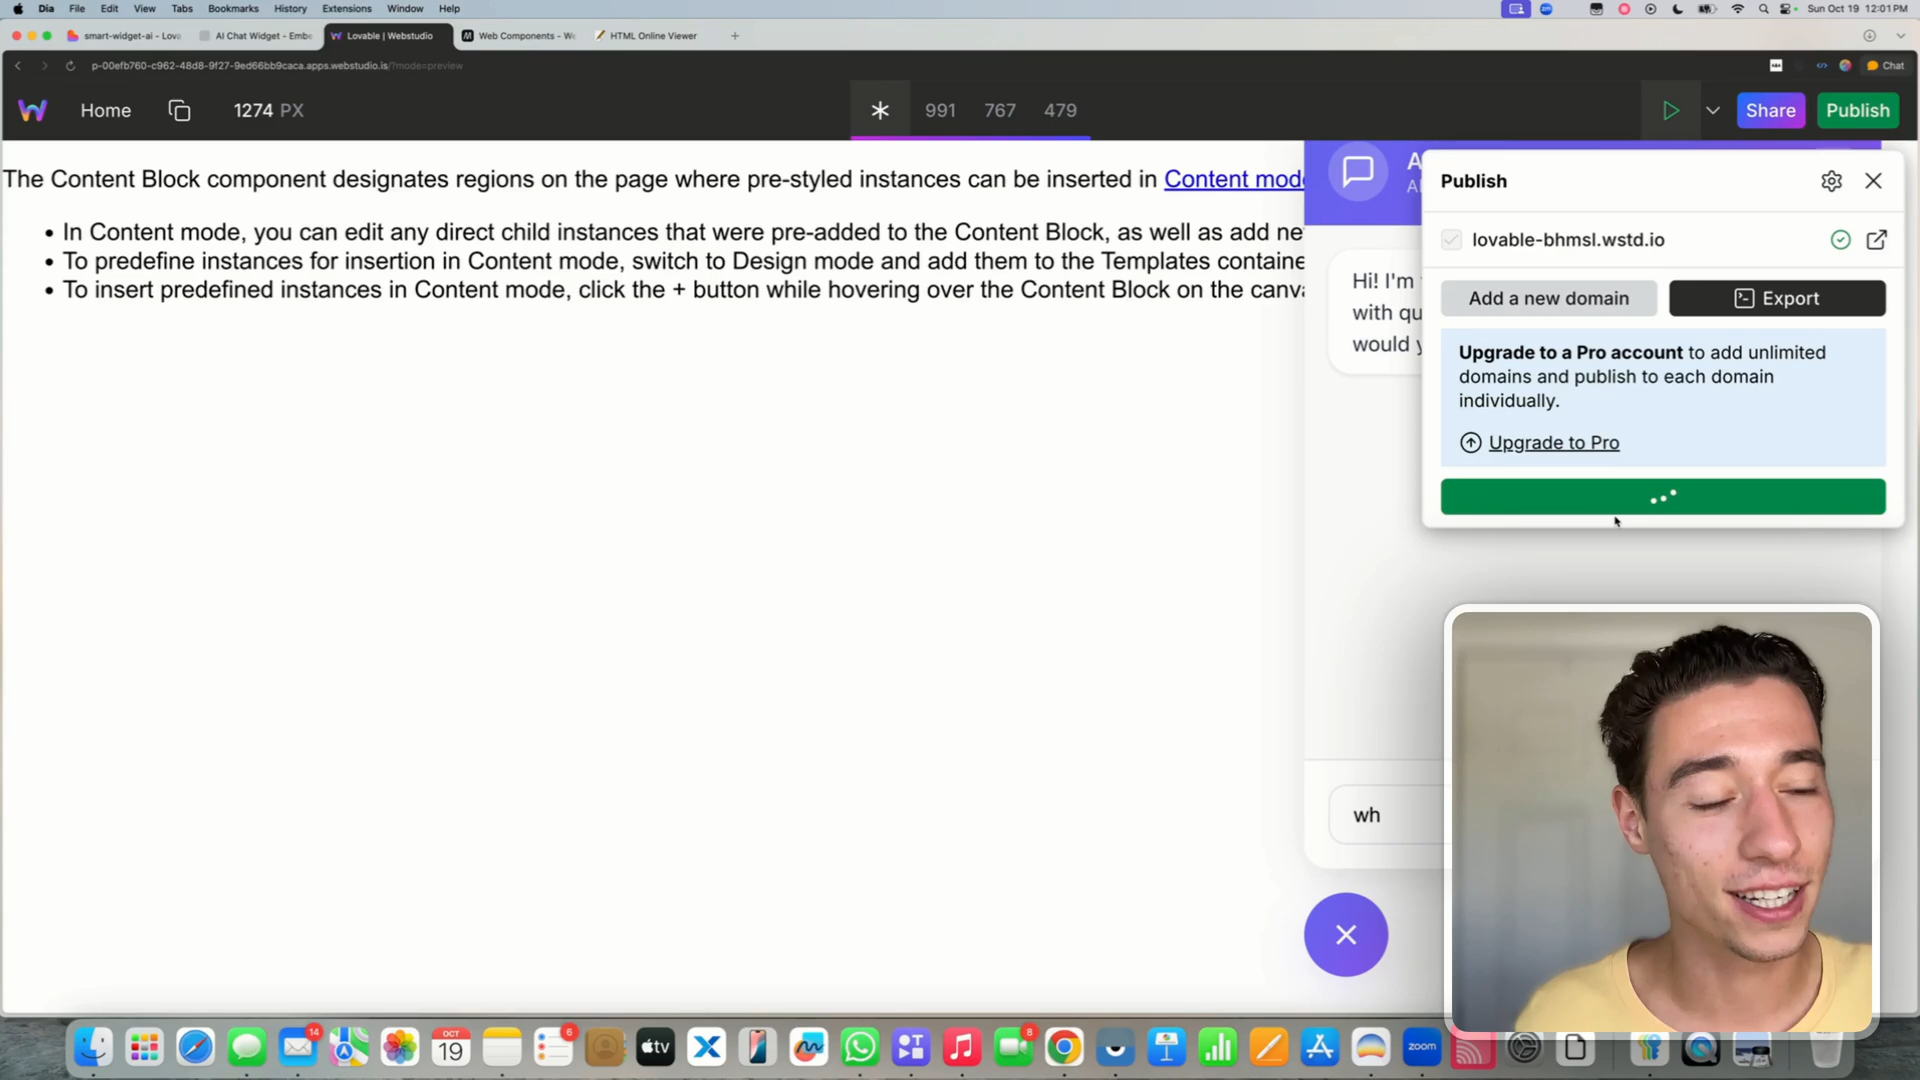 Dia File Edit View Tabs Bookmarks History Extensions Window Help
Sun Oct 19 12:01PM
smart-widget-ai - Lov
AI Chat Widget - Embe
Lovable | Webstudio
Web Components - We
HTML Online Viewer
p-00efb760-c962-48d8-9f27-9ed66bb9caca.apps.webstudio.is/?mode=preview
Chat
Home
1274 PX
991
767
479
Share
Publish
The Content Block component designates regions on the page where pre-styled instances can be inserted in Content mod
In Content mode, you can edit any direct child instances that were pre-added to the Content Block, as well as add ne
To predefine instances for insertion in Content mode, switch to Design mode and add them to the Templates containe
To insert predefined instances in Content mode, click the + button while hovering over the Content Block on the canv
A
AI
Hi! I'm
with qu
would y
wh
Publish
lovable-bhmsl.wstd.io
Add a new domain
Export
Upgrade to a Pro account to add unlimited
domains and publish to each domain
individually.
Upgrade to Pro
14
OCT
19
6
tv
8
zoom